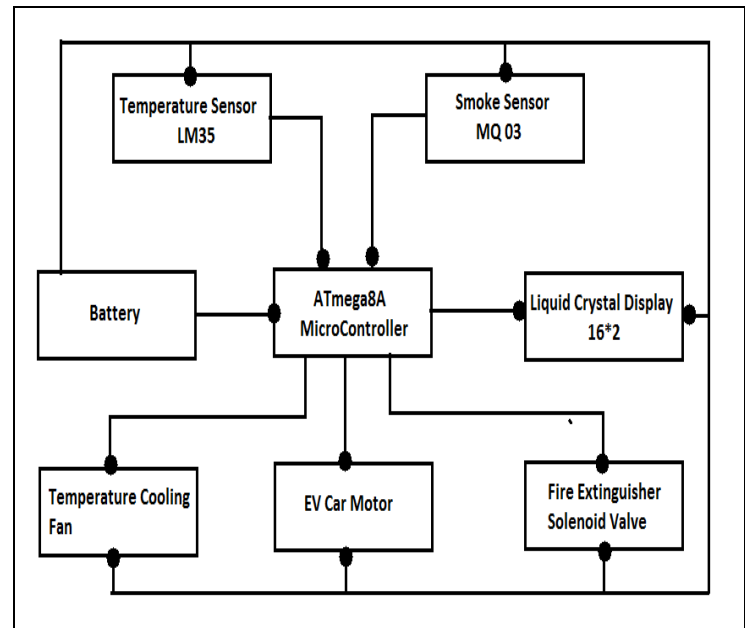 Temperature Sensor
LM35
Smoke Sensor
MQ 03
Battery
ATmega8A
MicroController
Liquid Crystal Display
16*2
Temperature Cooling
Fan
EV Car Motor
Fire Extinguisher
Solenoid Valve